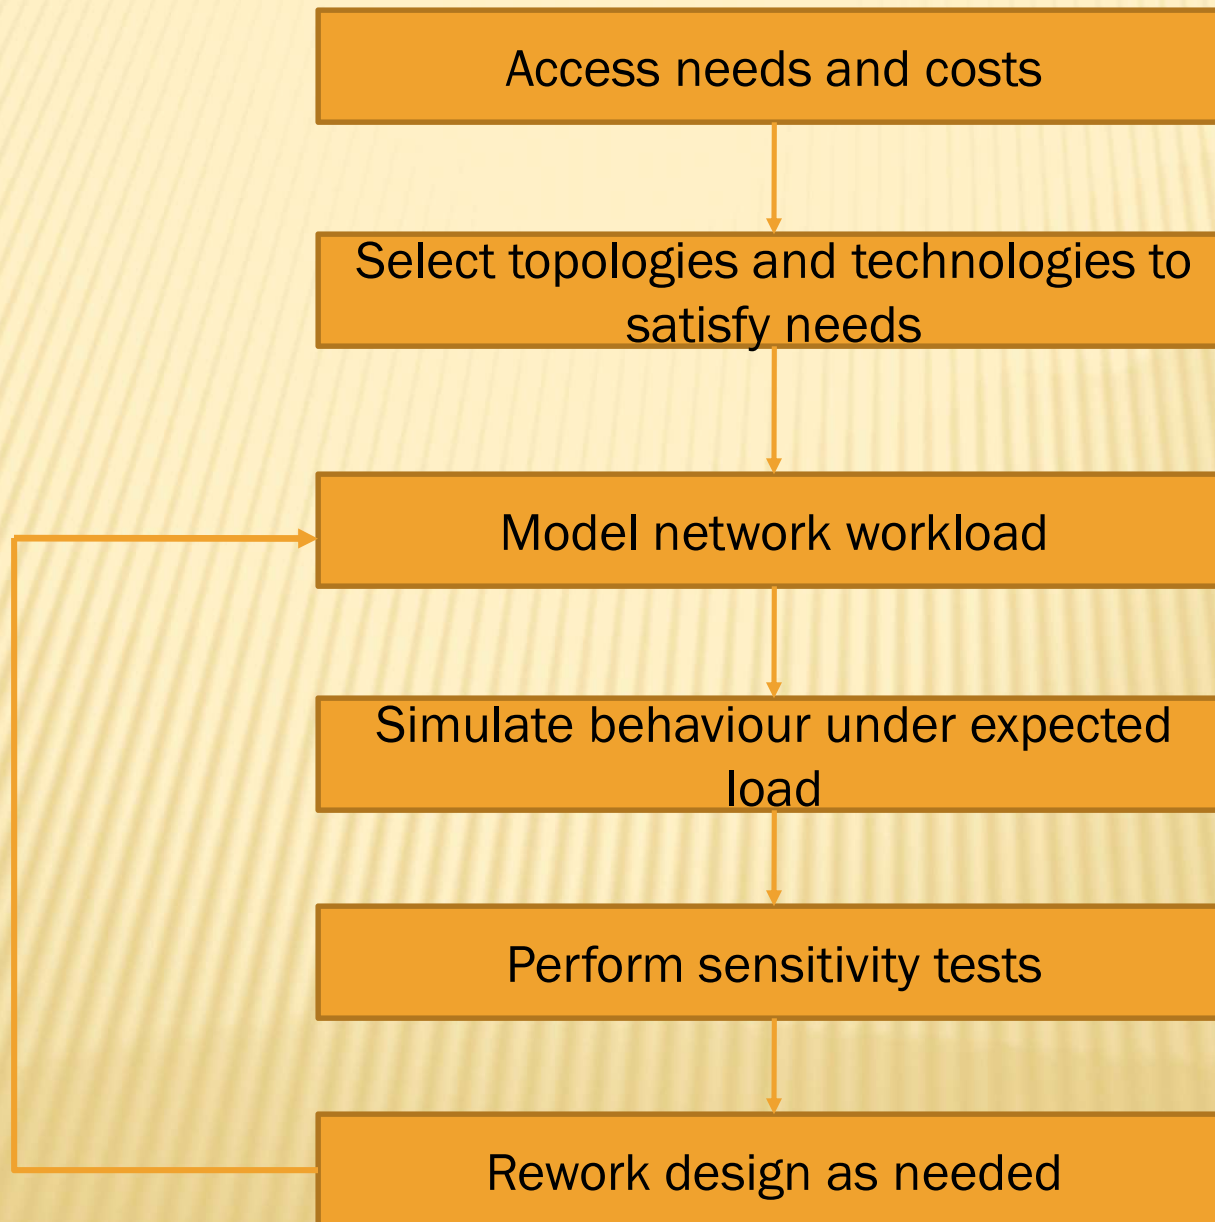 Access needs and costs
Select topologies and technologies to
satisfy needs
Model network workload
Simulate behaviour under expected
load
Perform sensitivity tests
Rework design as needed